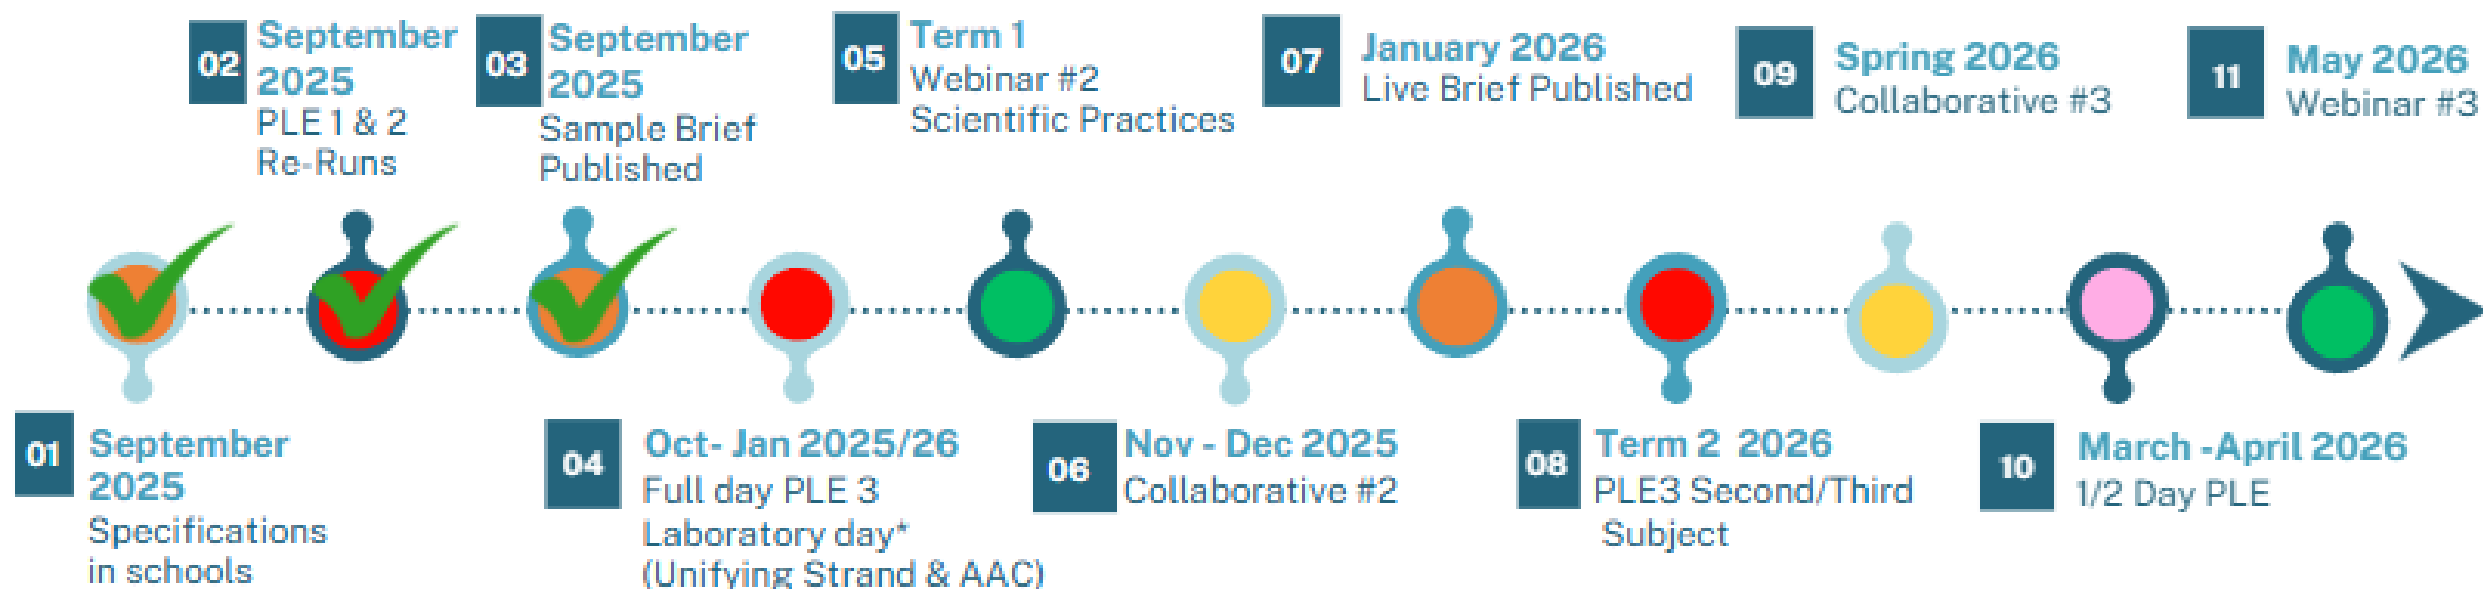 02
September
2025
PLE 1 & 2
Re-Runs
03
September
2025
Sample Brief
Published
05
Term 1
Webinar #2
Scientific Practices
07
January 2026
Live Brief Published
09
Spring 2026
Collaborative #3
11
May 2026
Webinar #3
01
September
2025
Specifications
in schools
04
Oct- Jan 2025/26
Full day PLE 3
Laboratory day*
(Unifying Strand & AAC)
06
Nov - Dec 2025
Collaborative #2
08
Term 2 2026
PLE3 Second/Third
Subject
10
March -April 2026
1/2 Day PLE